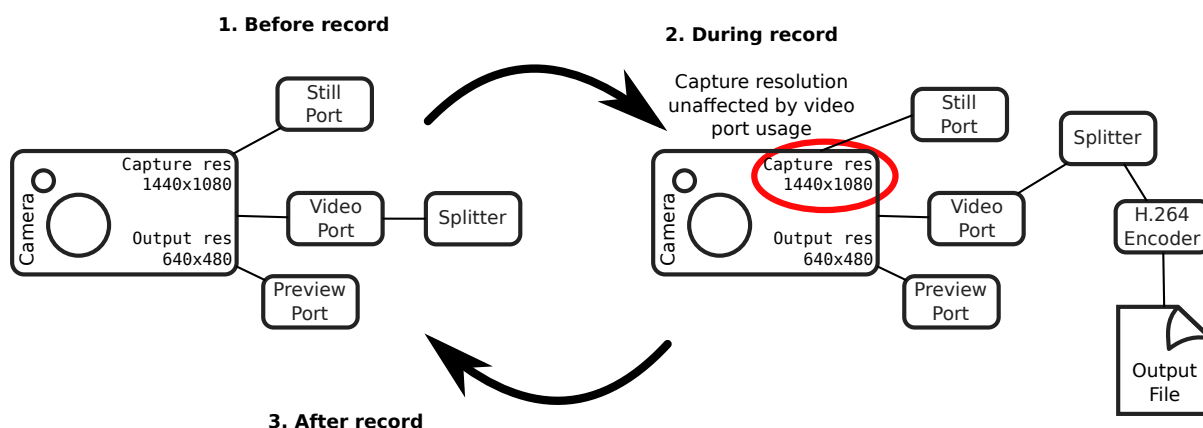 1. Before record
Still
Port
Capture res
1440x1080
Camera
Video
Port
Splitter
Output res
640x480
Preview
Port
2. During record
Capture resolution
unaffected by video
port usage
Still
Port
Splitter
Capture res
1440x1080
Camera
Video
Port
H.264
Encoder
Output res
640x480
Preview
Port
Output
File
3. After record